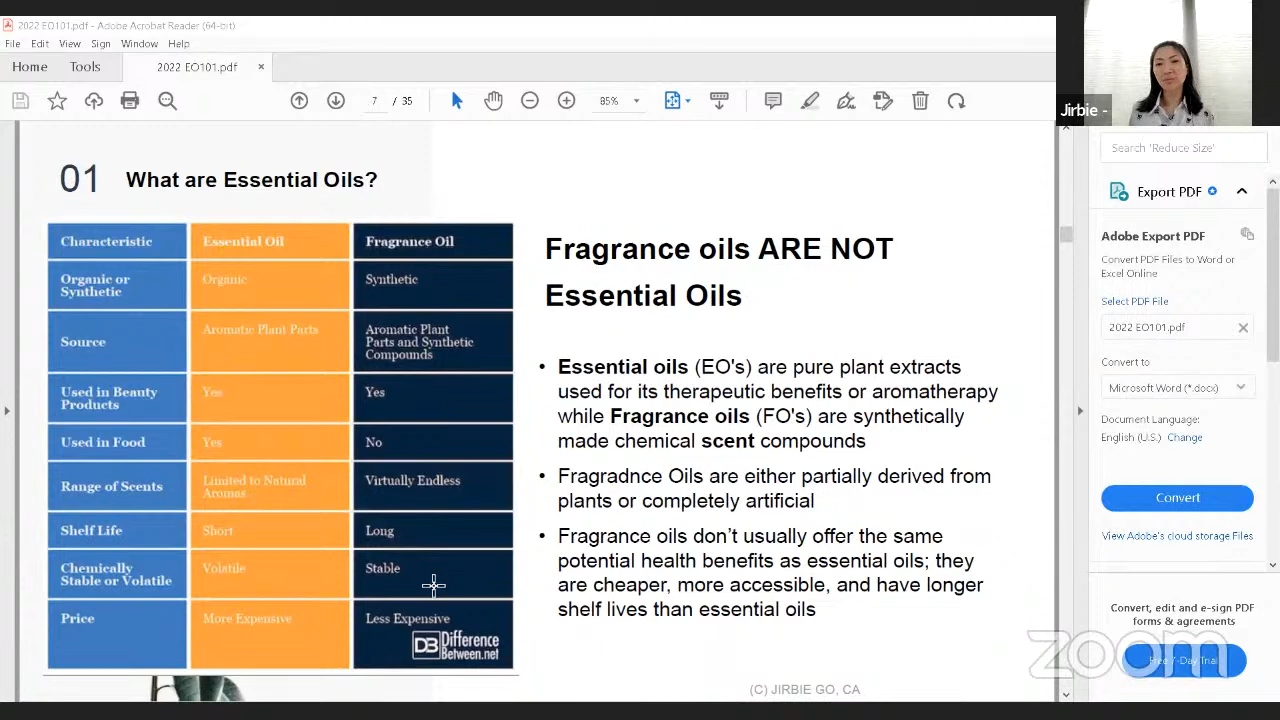 2022 EO101.pdf - Adobe Acrobat Reader (64-bit)
File Edit View Sign Window Help
Home Tools 2022 EO101.pdf ×
7 / 35 85%
Jirbie -
01 What are Essential Oils?
Characteristic Essential Oil Fragrance Oil
Organic or
Synthetic
Organic
Synthetic
Source
Aromatic Plant Parts
Aromatic Plant
Parts and Synthetic
Compounds
Used in Beauty
Products
Yes
Yes
Used in Food Yes No
Range of Scents
Limited to Natural
Aromas
Virtually Endless
Shelf Life Short Long
Chemically
Stable or Volatile
Volatile
Stable
Price More Expensive Less Expensive
DB Difference
Between.net
Fragrance oils ARE NOT
Essential Oils
• Essential oils (EO's) are pure plant extracts
used for its therapeutic benefits or aromatherapy
while Fragrance oils (FO's) are synthetically
made chemical scent compounds
• Fragradnce Oils are either partially derived from
plants or completely artificial
• Fragrance oils don’t usually offer the same
potential health benefits as essential oils; they
are cheaper, more accessible, and have longer
shelf lives than essential oils
(C) JIRBIE GO, CA
Search 'Reduce Size'
Export PDF
Adobe Export PDF
Convert PDF Files to Word or
Excel Online
Select PDF File
2022 EO101.pdf
Convert to
Microsoft Word (*.docx)
Document Language:
English (U.S.) Change
Convert
View Adobe's cloud storage Files
Convert, edit and e-sign PDF
forms & agreements
Free 7-Day Trial
zoom